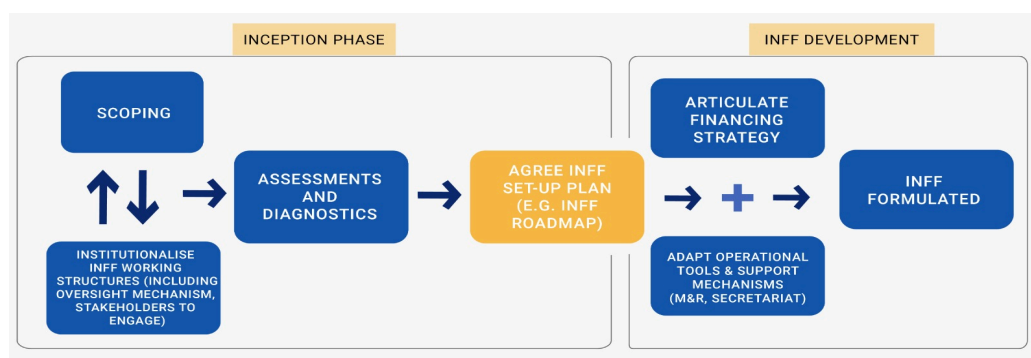 INCEPTION PHASE
INFF DEVELOPMENT
SCOPING
INSTITUTIONALISE
INFF WORKING
STRUCTURES (INCLUDING
OVERSIGHT MECHANISM,
STAKEHOLDERS TO
ENGAGE)
ASSESSMENTS
AND
DIAGNOSTICS
AGREE INFF
SET-UP PLAN
(E.G. INFF
ROADMAP)
ARTICULATE
FINANCING
STRATEGY
ADAPT OPERATIONAL
TOOLS & SUPPORT
MECHANISMS
(M&R, SECRETARIAT)
INFF
FORMULATED